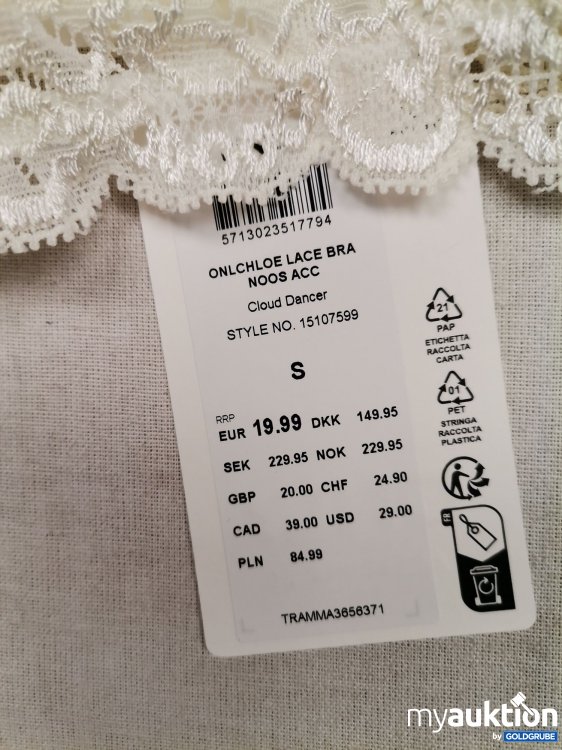 5713023517794
ONLCHLOE LACE BRA
NOOS ACC
Cloud Dancer
STYLE NO. 15107599
S
RRP
EUR 19.99 DKK 149.95
SEK 229.95 NOK 229.95
GBP 20.00 CHF 24.90
CAD 39.00 USD 29.00
PLN 84.99
TRAMMA3656371
21
PAP
ETICHETTA
RACCOLTA
CARTA
01
PET
STRINGA
RACCOLTA
PLASTICA
FR
myauktion
by GOLDGRUBE